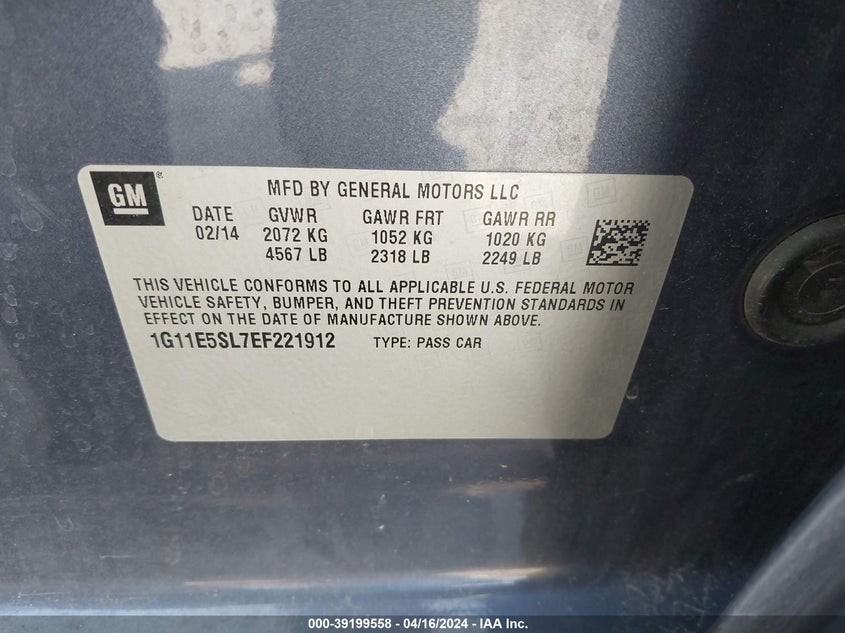 GM ®
MFD BY GENERAL MOTORS LLC
DATE GVWR GAWR FRT GAWR RR
02/14 2072 KG 1052 KG 1020 KG
4567 LB 2318 LB 2249 LB
THIS VEHICLE CONFORMS TO ALL APPLICABLE U.S. FEDERAL MOTOR
VEHICLE SAFETY, BUMPER, AND THEFT PREVENTION STANDARDS IN
EFFECT ON THE DATE OF MANUFACTURE SHOWN ABOVE.
1G11E5SL7EF221912 TYPE: PASS CAR
000-39199558 - 04/16/2024 - IAA Inc.